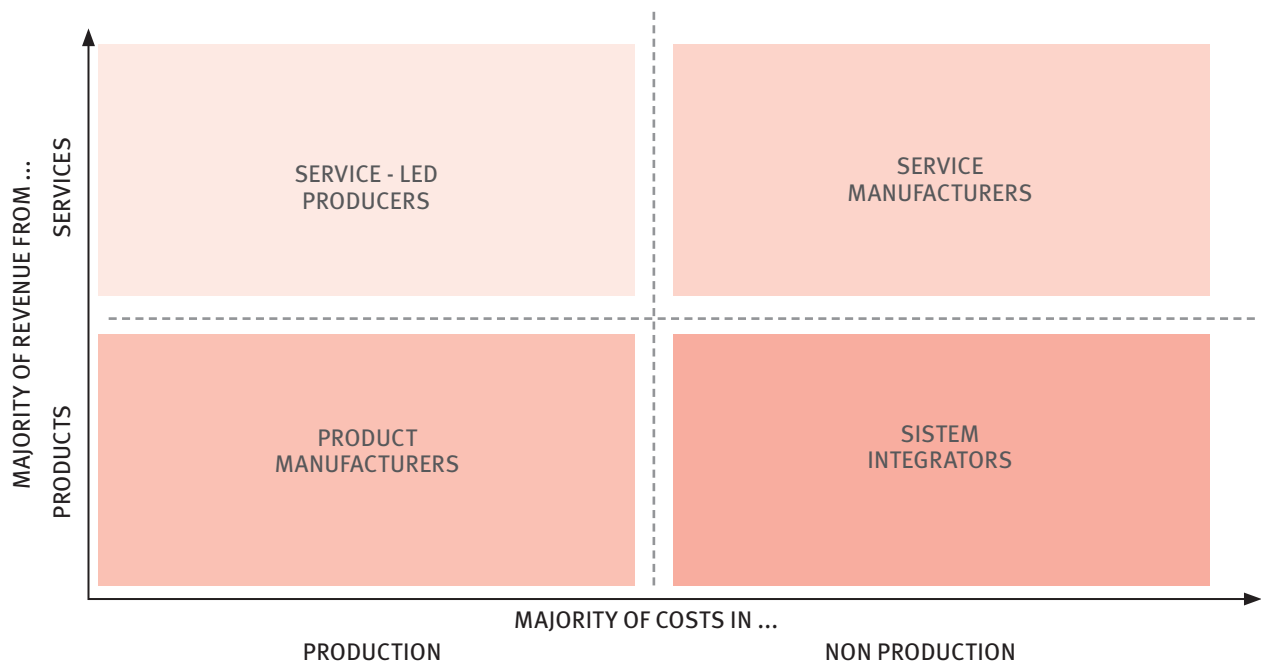 MAJORITY OF REVENUE FROM ...
SERVICES
PRODUCTS
SERVICE - LED
PRODUCERS
SERVICE
MANUFACTURERS
PRODUCT
MANUFACTURERS
SISTEM
INTEGRATORS
MAJORITY OF COSTS IN ...
PRODUCTION
NON PRODUCTION